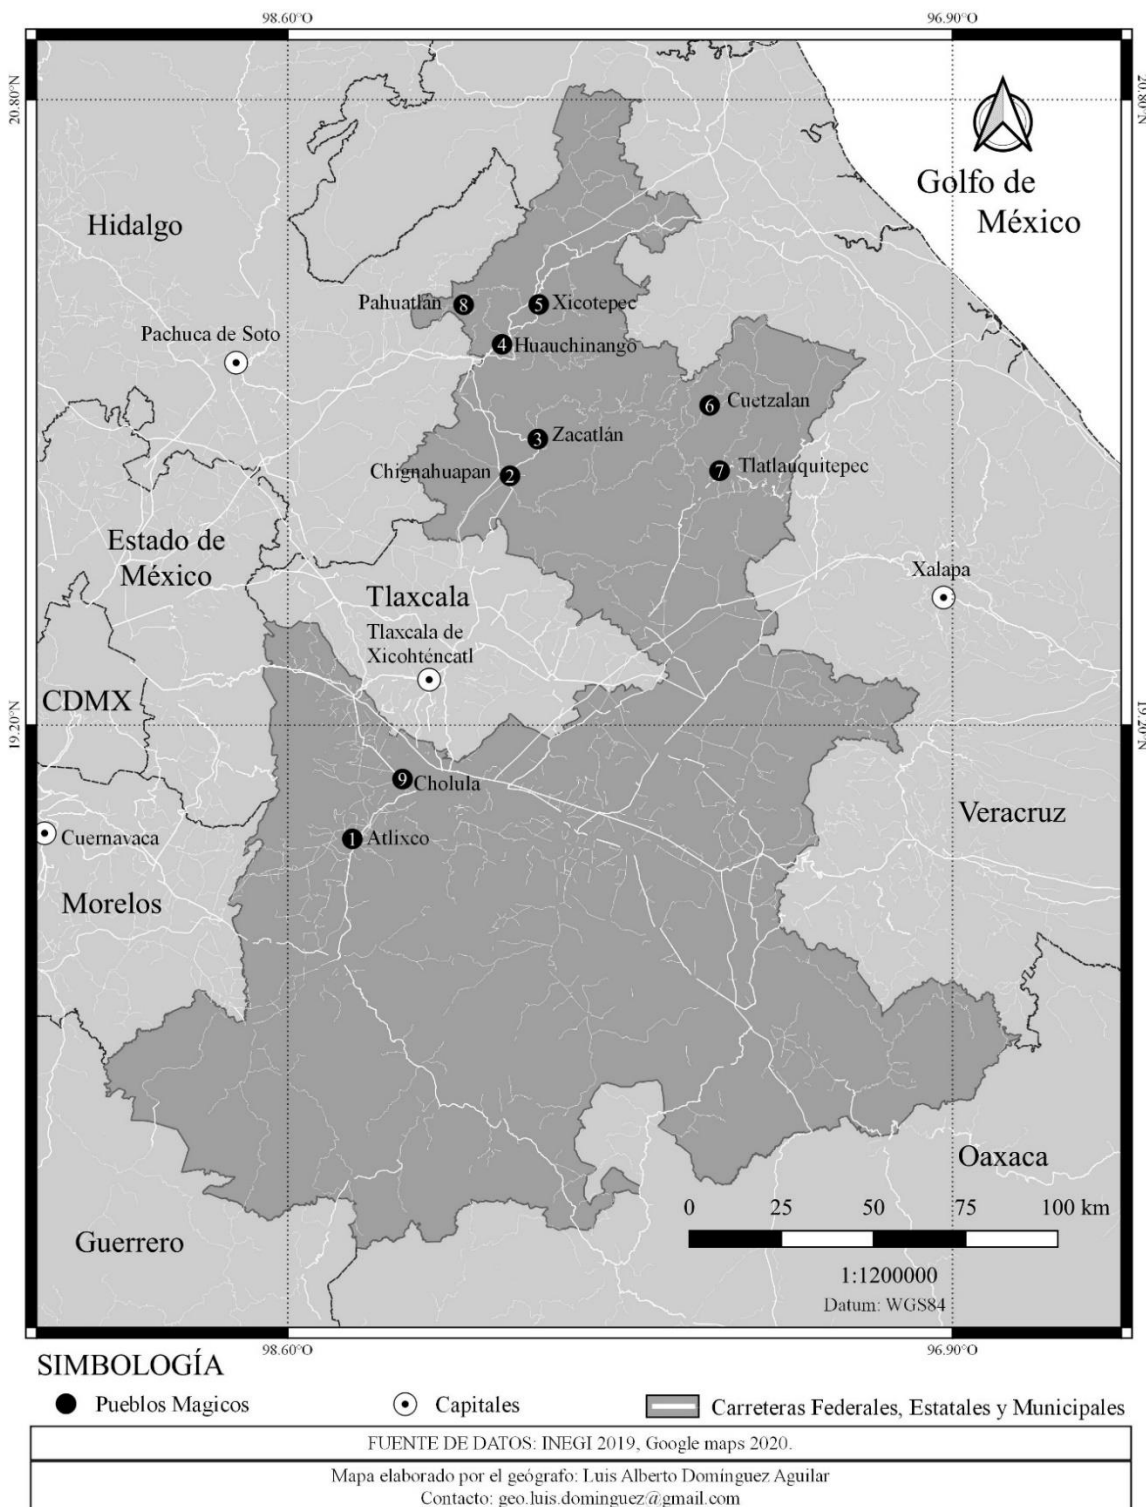 98.60°O
96.90°O
20.80°N
20.80°N
Golfo de
México
Hidalgo
Pahuatlán
8
5
Xicotepec
Pachuca de Soto
4
Huauchinango
6
Cuetzalan
3
Zacatlán
Chignahuapan
2
7
Tlatlauquitepec
Estado de
México
Xalapa
Tlaxcala
Tlaxcala de
Xicohténcatl
CDMX
19.20°N
19.20°N
9
Cholula
Veracruz
Cuernavaca
1
Atlixco
Morelos
Oaxaca
0 25 50 75 100 km
Guerrero
1:1200000
Datum: WGS84
98.60°O
96.90°O
SIMBOLOGÍA
Pueblos Magicos
Capitales
Carreteras Federales, Estatales y Municipales
FUENTE DE DATOS: INEGI 2019, Google maps 2020.
Mapa elaborado por el geógrafo: Luis Alberto Domínguez Aguilar
Contacto: geo.luis.dominguez@gmail.com